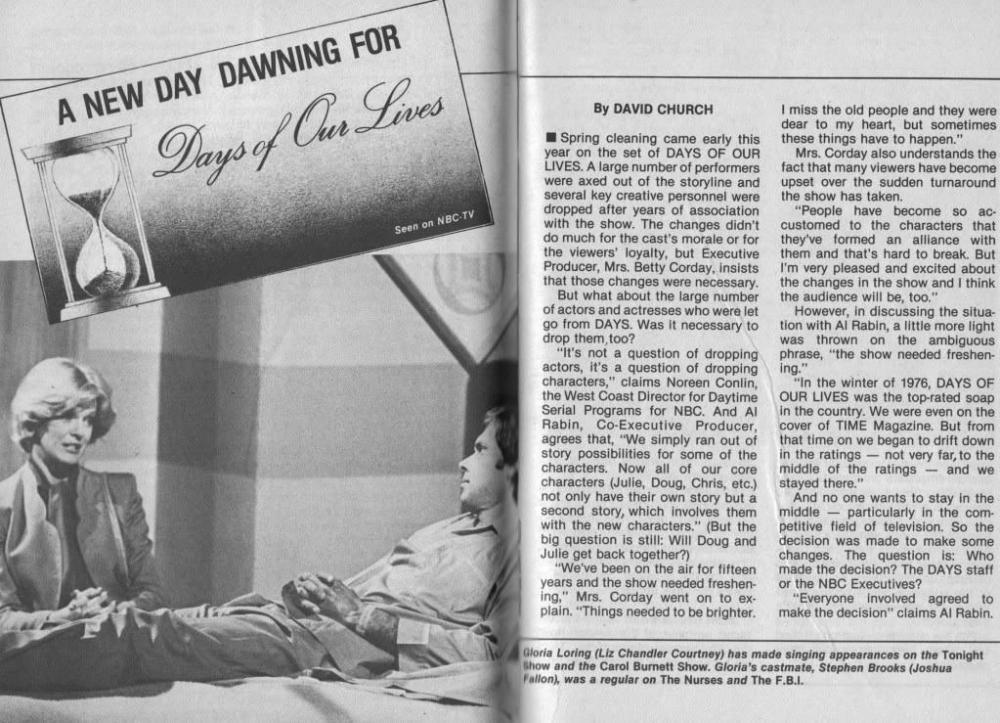 A NEW DAY DAWNING FOR
Days of Our Lives
Seen on NBC-TV
By DAVID CHURCH
■ Spring cleaning came early this
year on the set of DAYS OF OUR
LIVES. A large number of performers
were axed out of the storyline and
several key creative personnel were
dropped after years of association
with the show. The changes didn't
do much for the cast's morale or for
the viewers' loyalty, but Executive
Producer, Mrs. Betty Corday, insists
that those changes were necessary.
But what about the large number
of actors and actresses who were let
go from DAYS. Was it necessary to
drop them, too?
"It's not a question of dropping
actors, it's a question of dropping
characters," claims Noreen Conlin,
the West Coast Director for Daytime
Serial Programs for NBC. And Al
Rabin, Co-Executive Producer,
agrees that, "We simply ran out of
story possibilities for some of the
characters. Now all of our core
characters (Julie, Doug, Chris, etc.)
not only have their own story but a
second story, which involves them
with the new characters." (But the
big question is still: Will Doug and
Julie get back together?)
"We've been on the air for fifteen
years and the show needed freshen-
ing," Mrs. Corday went on to ex-
plain. "Things needed to be brighter.
I miss the old people and they were
dear to my heart, but sometimes
these things have to happen."
Mrs. Corday also understands the
fact that many viewers have become
upset over the sudden turnaround
the show has taken.
"People have become so ac-
customed to the characters that
they've formed an alliance with
them and that's hard to break. But
I'm very pleased and excited about
the changes in the show and I think
the audience will be, too."
However, in discussing the situa-
tion with Al Rabin, a little more light
was thrown on the ambiguous
phrase, "the show needed freshen-
ing."
"In the winter of 1976, DAYS OF
OUR LIVES was the top-rated soap
in the country. We were even on the
cover of TIME Magazine. But from
that time on we began to drift down
in the ratings — not very far, to the
middle of the ratings — and we
stayed there."
And no one wants to stay in the
middle — particularly in the com-
petitive field of television. So the
decision was made to make some
changes. The question is: Who
made the decision? The DAYS staff
or the NBC Executives?
"Everyone involved agreed to
make the decision" claims Al Rabin.
Gloria Loring (Liz Chandler Courtney) has made singing appearances on the Tonight
Show and the Carol Burnett Show. Gloria's castmate, Stephen Brooks (Joshua
Fallon), was a regular on The Nurses and The F.B.I.